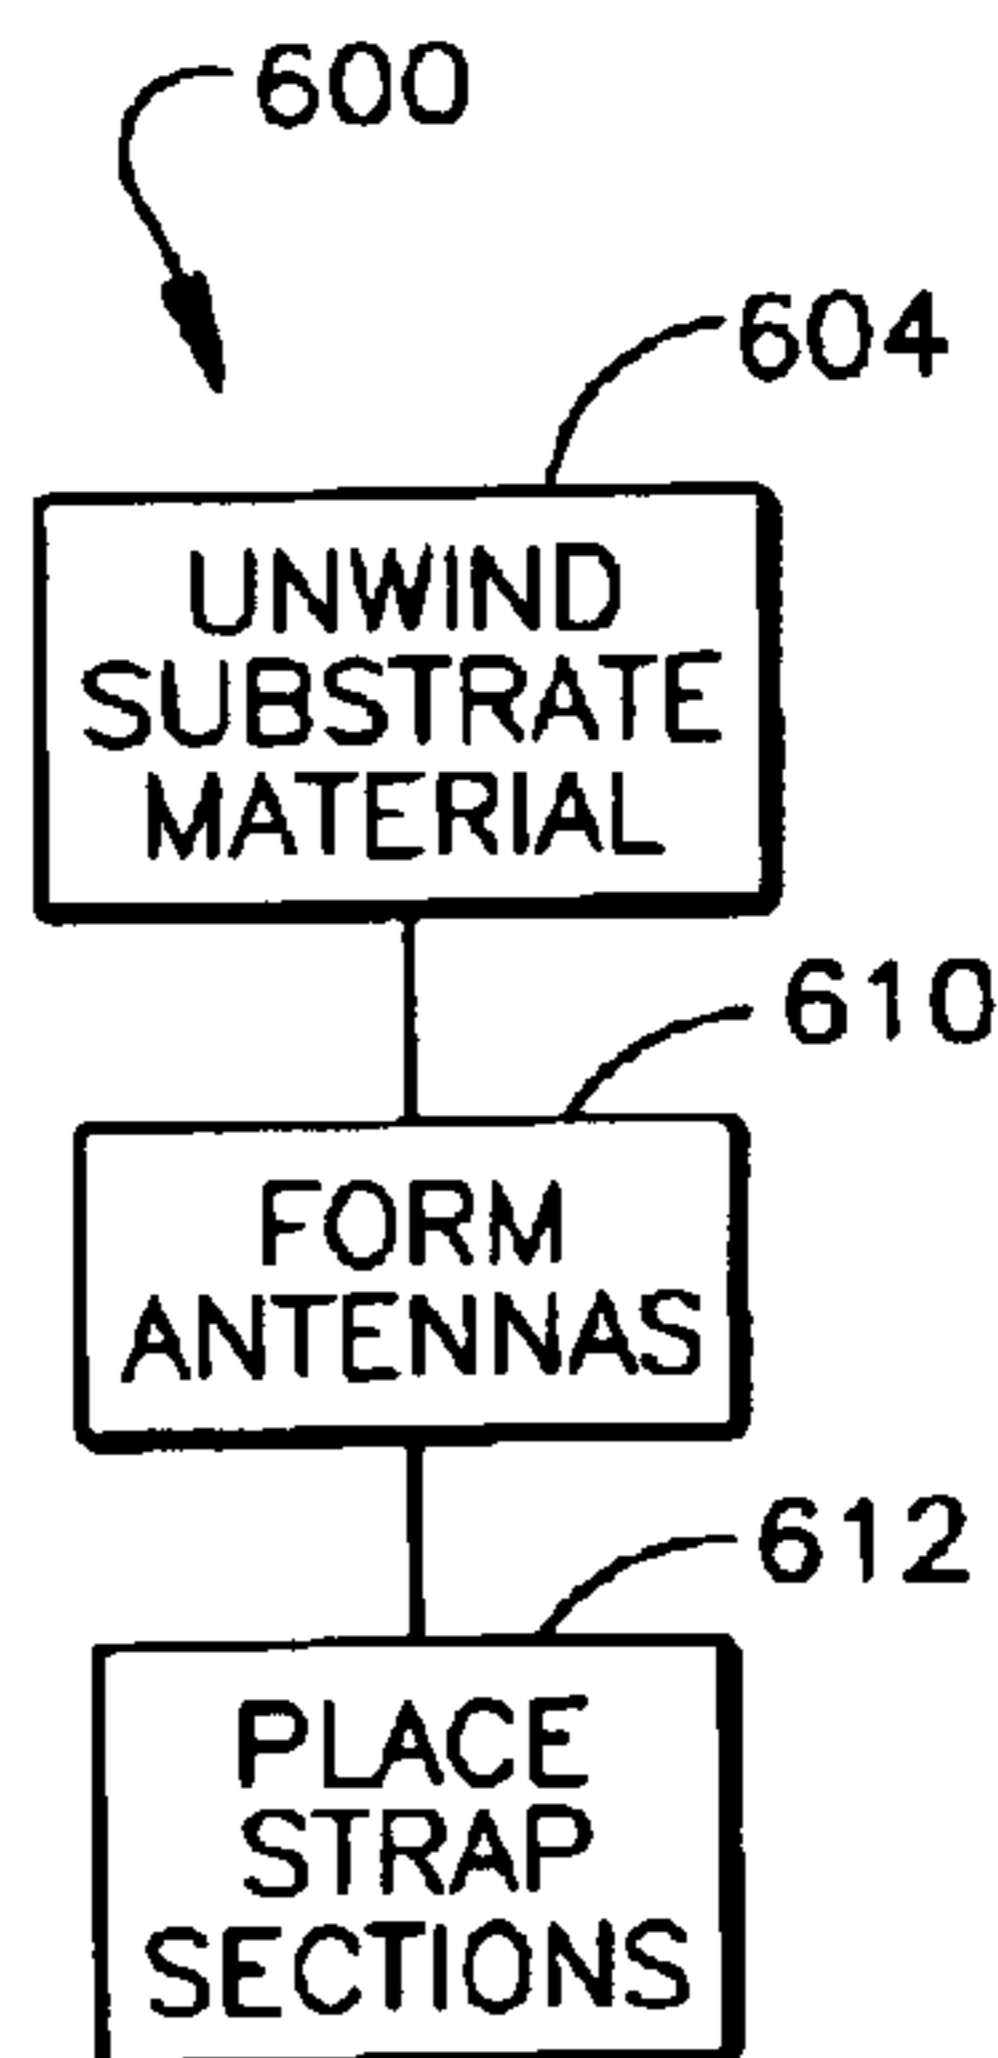 600
604
UNWIND
SUBSTRATE
MATERIAL
610
FORM
ANTENNAS
612
PLACE
STRAP
SECTIONS